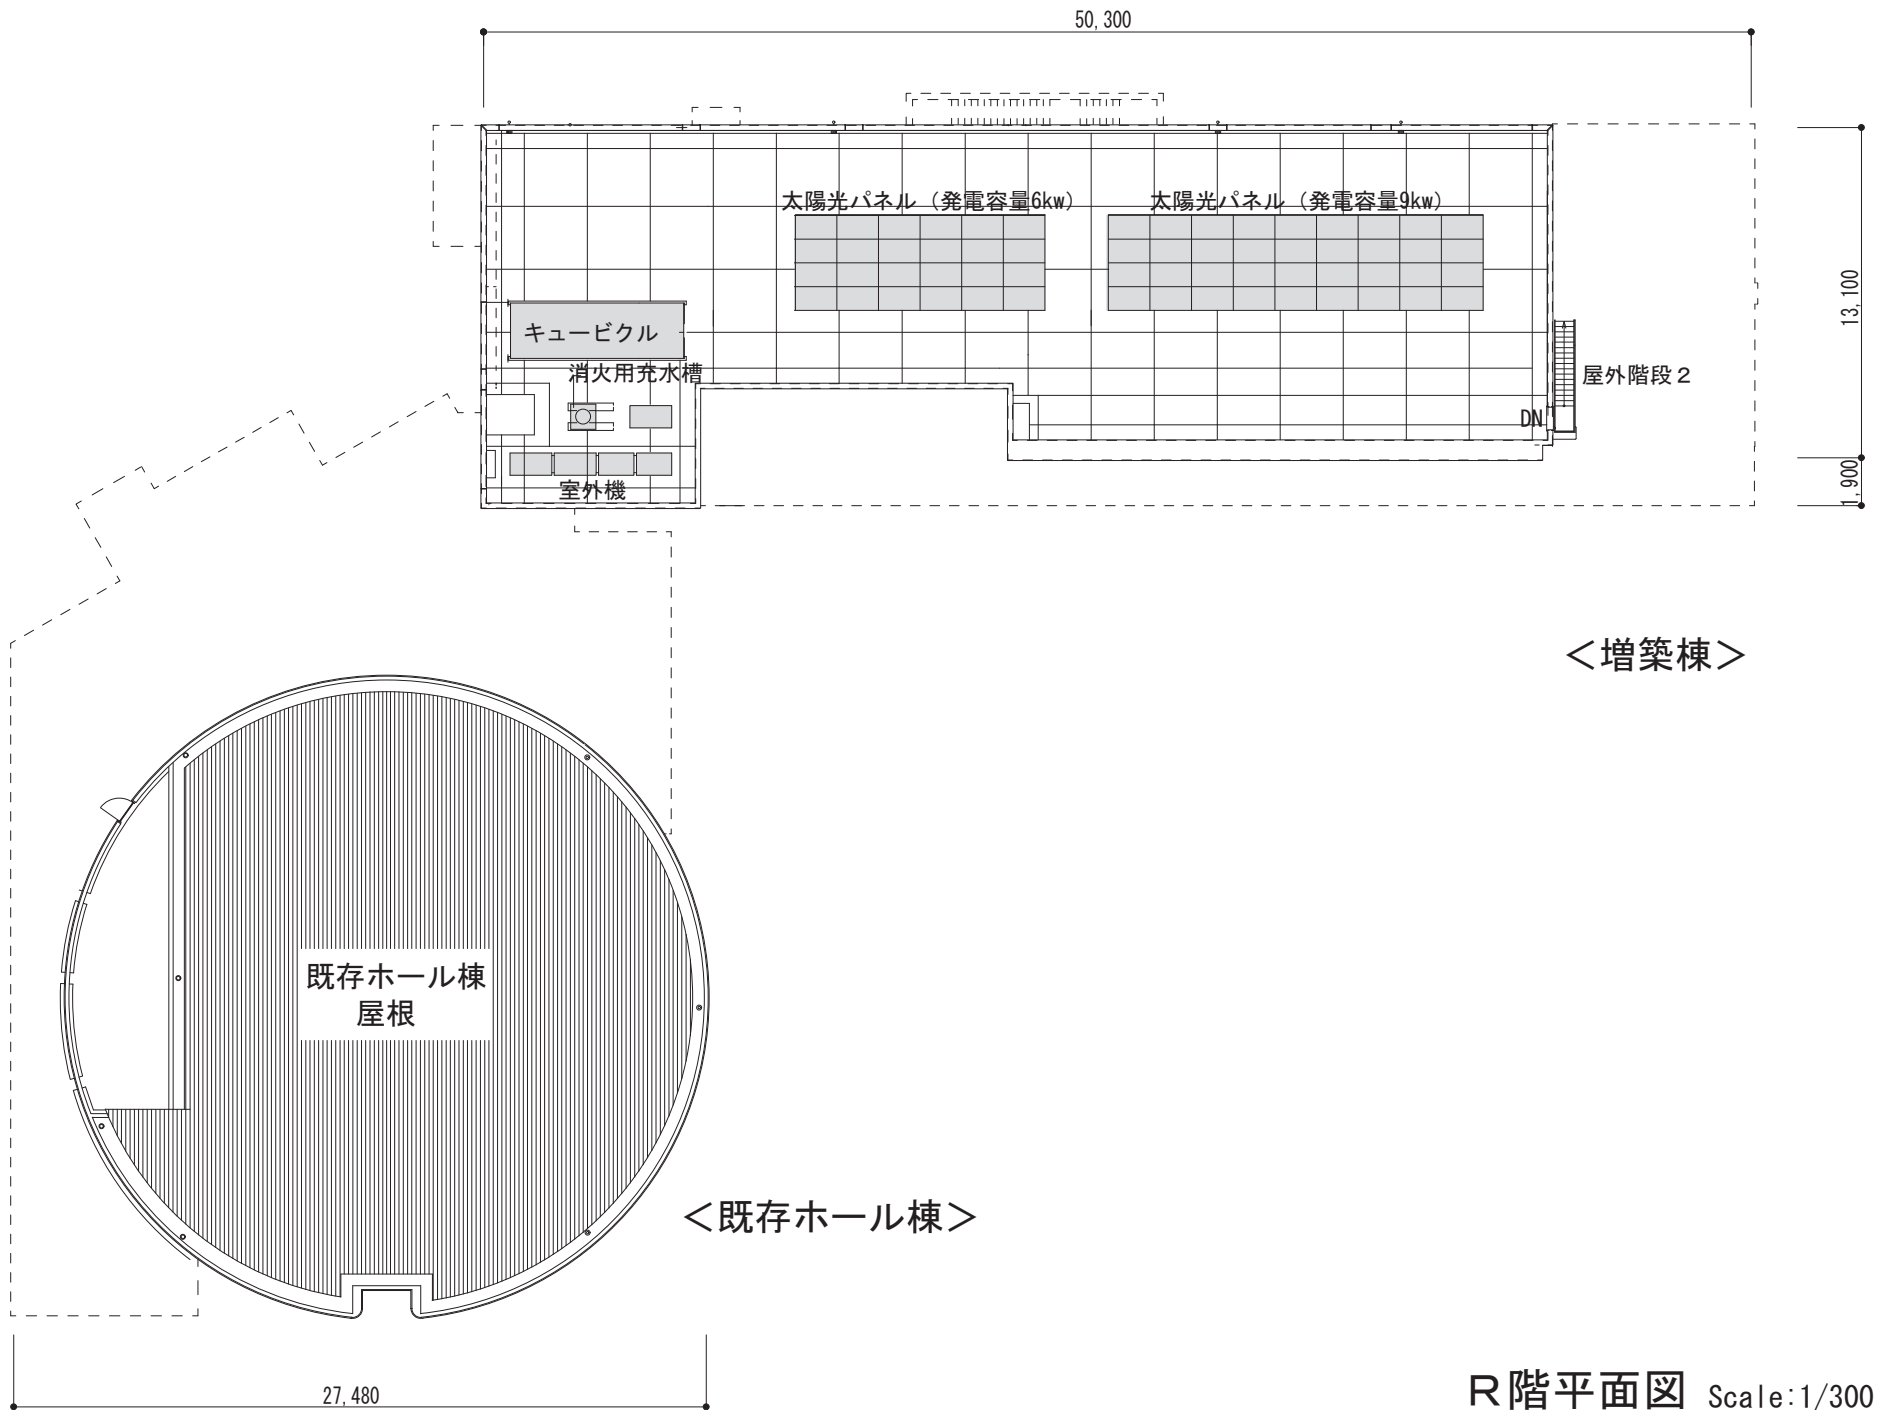 50,300
太陽光パネル（発電容量6kw）
太陽光パネル（発電容量9kw）
13,100
キュービクル
消火用充水槽
屋外階段２
DN
1,900
室外機
＜増築棟＞
既存ホール棟
屋根
＜既存ホール棟＞
27,480
Ｒ階平面図 Scale:1/300